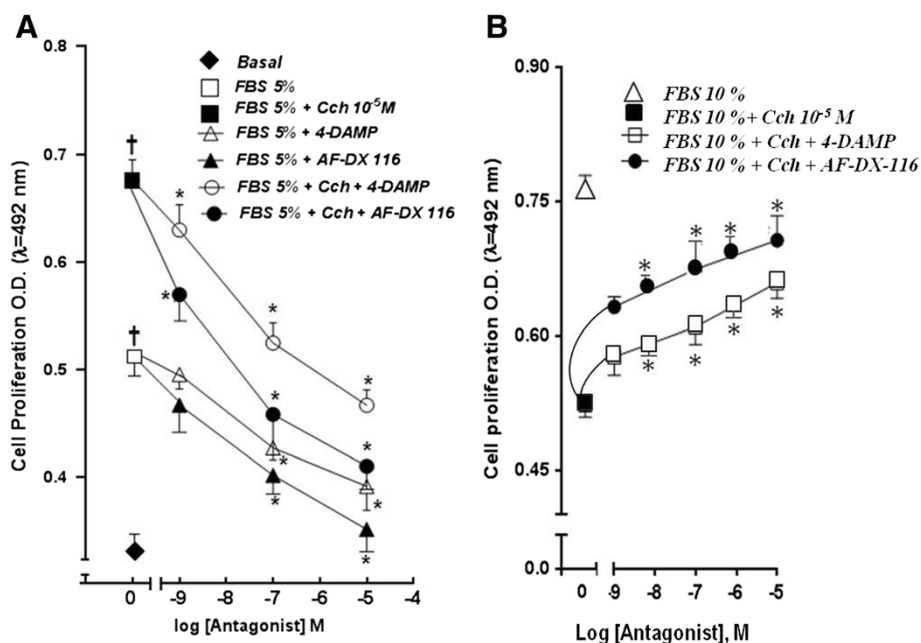 A
0.8
0.7
0.6
0.5
0.4
Cell Proliferation O.D. (λ=492 nm)
Basal
FBS 5%
FBS 5% + Cch 10⁻⁵M
FBS 5% + 4-DAMP
FBS 5% + AF-DX 116
FBS 5% + Cch + 4-DAMP
FBS 5% + Cch + AF-DX 116
†
*
*
*
†
*
*
*
*
*
*
*
0 -9 -8 -7 -6 -5 -4
log [Antagonist] M
B
0.90
0.75
0.60
0.45
0.0
Cell proliferation O.D. (λ=492 nm)
FBS 10 %
FBS 10 %+ Cch 10⁻⁵ M
FBS 10 % + Cch + 4-DAMP
FBS 10 % + Cch + AF-DX-116
*
*
*
*
*
*
*
*
0 -9 -8 -7 -6 -5
Log [Antagonist], M